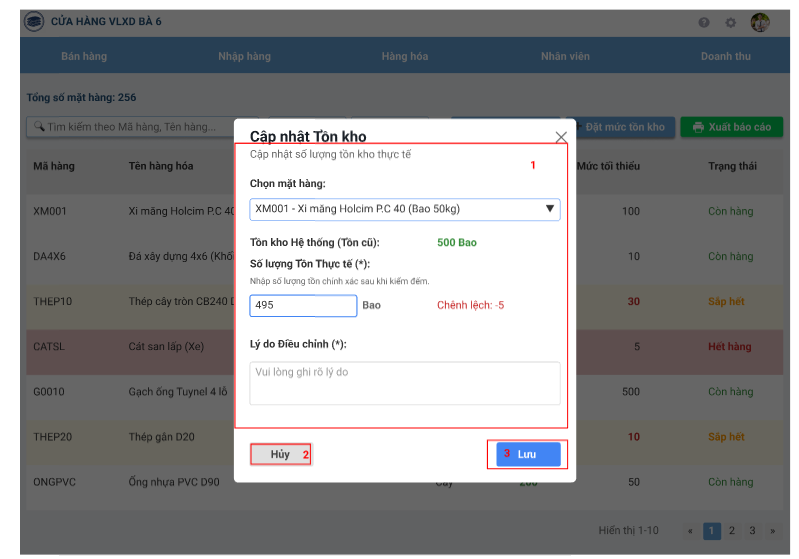 CỬA HÀNG VLXD BÀ 6
Bán hàng Nhập hàng Hàng hóa Nhân viên Doanh thu
Tổng số mặt hàng: 256
Tìm kiếm theo Mã hàng, Tên hàng... Đặt mức tồn kho Xuất báo cáo
Mã hàng Tên hàng hóa Mức tối thiểu Trạng thái
XM001 Xi măng Holcim P.C 40 100 Còn hàng
DA4X6 Đá xây dựng 4x6 (Khối 10 Còn hàng
THEP10 Thép cây tròn CB240 30 Sắp hết
CATSL Cát san lấp (Xe) 5 Hết hàng
G0010 Gạch ống Tuynel 4 lỗ 500 Còn hàng
THEP20 Thép gân D20 10 Sắp hết
ONGPVC Ống nhựa PVC D90 Cây 200 50 Còn hàng
Hiển thị 1-10 « 1 2 3 »
Cập nhật Tồn kho
Cập nhật số lượng tồn kho thực tế
1
Chọn mặt hàng:
XM001 - Xi măng Holcim P.C 40 (Bao 50kg)
Tồn kho Hệ thống (Tồn cũ): 500 Bao
Số lượng Tồn Thực tế (*):
Nhập số lượng tồn chính xác sau khi kiểm đếm.
495 Bao Chênh lệch: -5
Lý do Điều chỉnh (*):
Vui lòng ghi rõ lý do
Hủy 2 3 Lưu